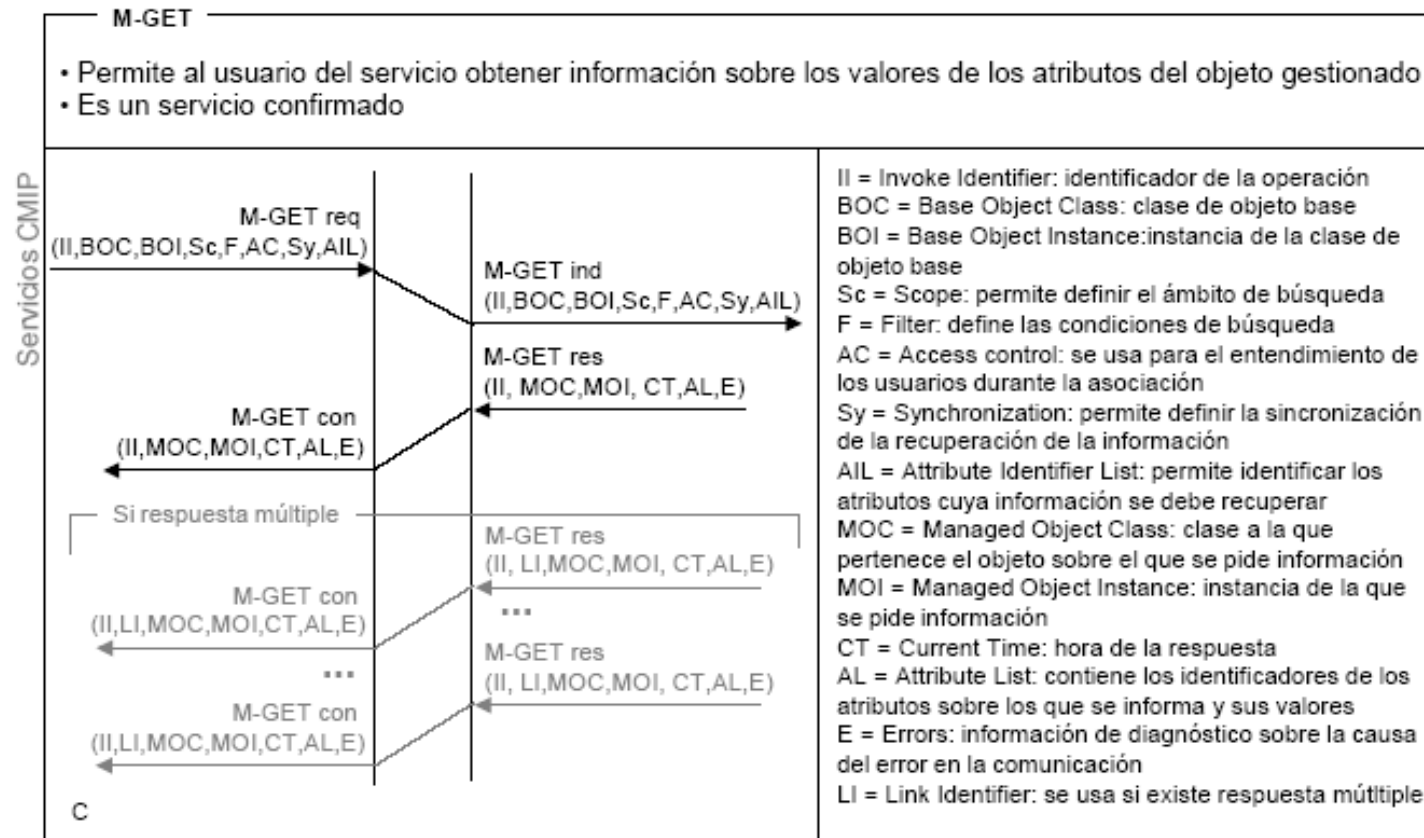 M-GET
• Permite al usuario del servicio obtener información sobre los valores de los atributos del objeto gestionado
• Es un servicio confirmado
Servicios CMIP
M-GET req
(II,BOC,BOI,Sc,F,AC,Sy,AIL)
M-GET ind
(II,BOC,BOI,Sc,F,AC,Sy,AIL)
M-GET res
(II, MOC,MOI, CT,AL,E)
M-GET con
(II,MOC,MOI,CT,AL,E)
Si respuesta múltiple
M-GET res
(II, LI,MOC,MOI, CT,AL,E)
M-GET con
(II,LI,MOC,MOI,CT,AL,E)
...
...
M-GET res
(II, LI,MOC,MOI, CT,AL,E)
M-GET con
(II,LI,MOC,MOI,CT,AL,E)
C
II = Invoke Identifier: identificador de la operación
BOC = Base Object Class: clase de objeto base
BOI = Base Object Instance:instancia de la clase de
objeto base
Sc = Scope: permite definir el ámbito de búsqueda
F = Filter: define las condiciones de búsqueda
AC = Access control: se usa para el entendimiento de
los usuarios durante la asociación
Sy = Synchronization: permite definir la sincronización
de la recuperación de la información
AIL = Attribute Identifier List: permite identificar los
atributos cuya información se debe recuperar
MOC = Managed Object Class: clase a la que
pertenece el objeto sobre el que se pide información
MOI = Managed Object Instance: instancia de la que
se pide información
CT = Current Time: hora de la respuesta
AL = Attribute List: contiene los identificadores de los
atributos sobre los que se informa y sus valores
E = Errors: información de diagnóstico sobre la causa
del error en la comunicación
LI = Link Identifier: se usa si existe respuesta mútltiple